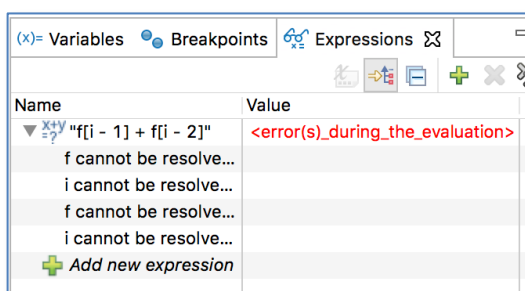 (x)= Variables Breakpoints Expressions
Name Value
x+y =? "f[i - 1] + f[i - 2]" <error(s)_during_the_evaluation>
f cannot be resolve...
i cannot be resolve...
f cannot be resolve...
i cannot be resolve...
Add new expression